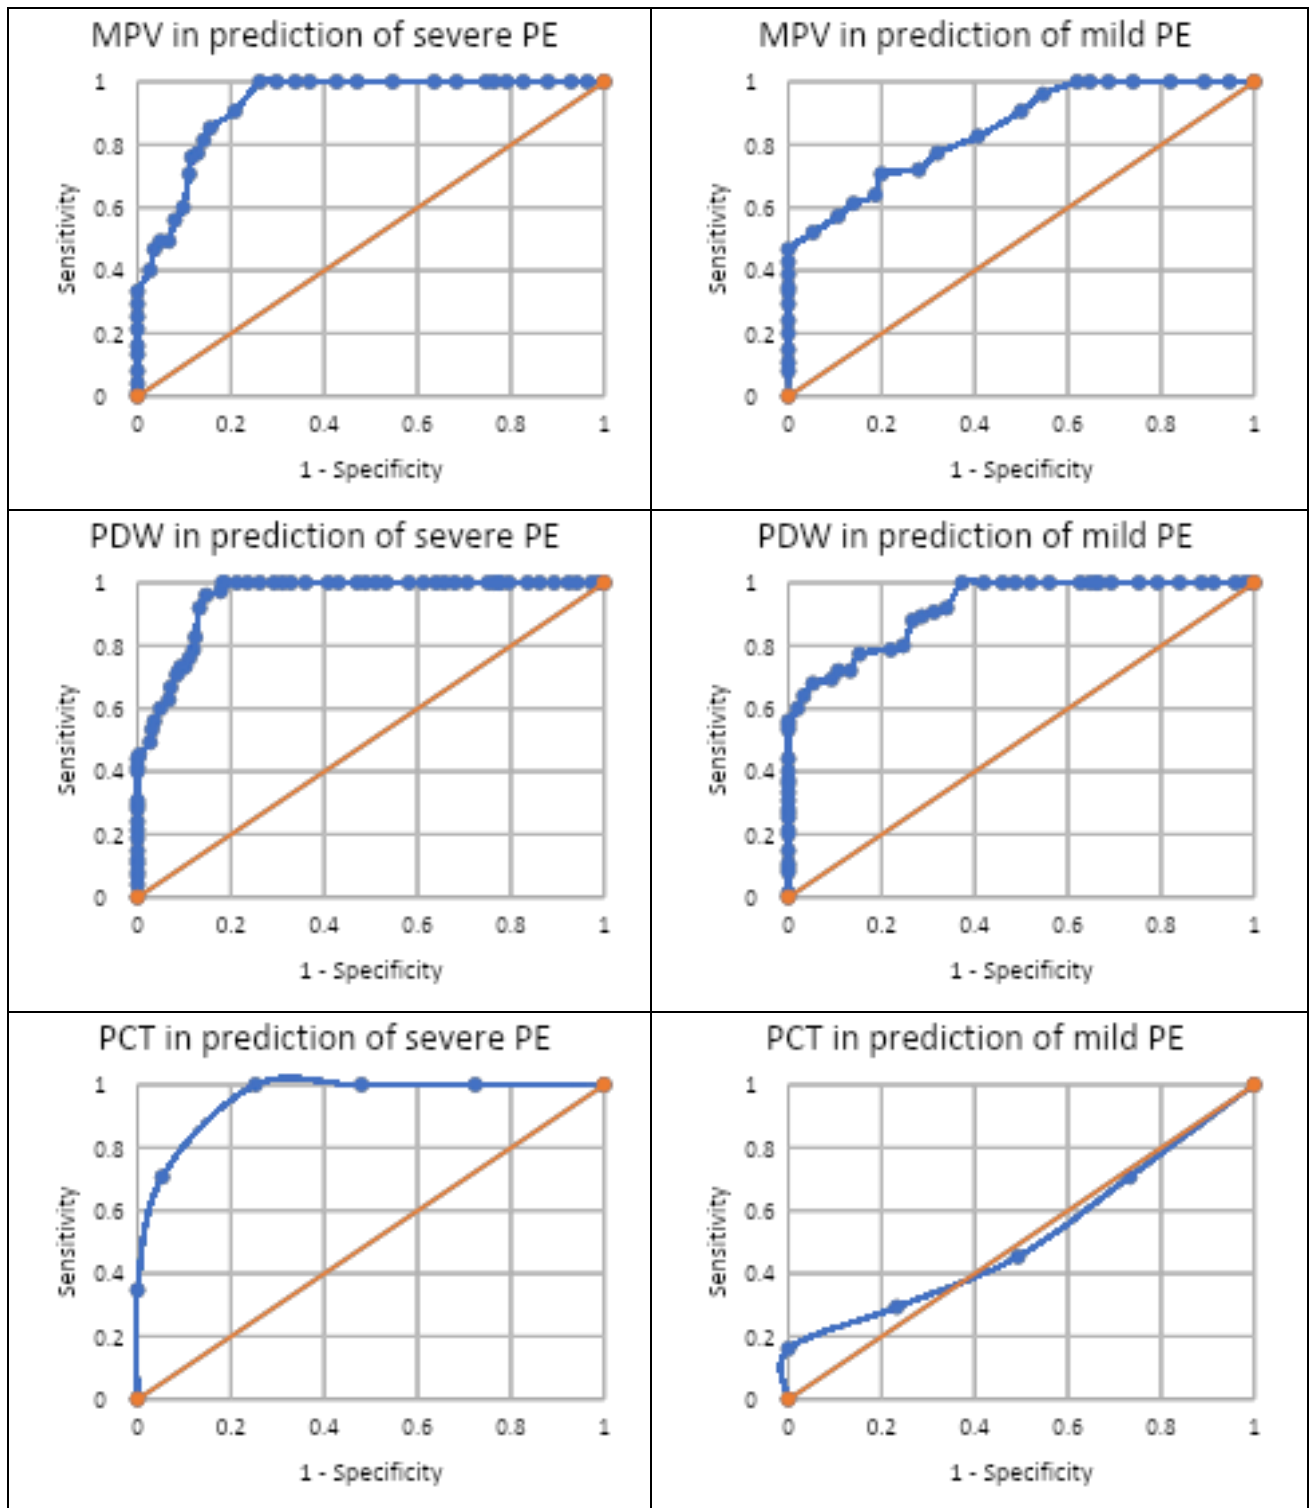 MPV in prediction of severe PE
1
0.8
0.6
0.4
0.2
0
Sensitivity
0 0.2 0.4 0.6 0.8 1
1 - Specificity
MPV in prediction of mild PE
1
0.8
0.6
0.4
0.2
0
Sensitivity
0 0.2 0.4 0.6 0.8 1
1 - Specificity
PDW in prediction of severe PE
1
0.8
0.6
0.4
0.2
0
Sensitivity
0 0.2 0.4 0.6 0.8 1
1 - Specificity
PDW in prediction of mild PE
1
0.8
0.6
0.4
0.2
0
Sensitivity
0 0.2 0.4 0.6 0.8 1
1 - Specificity
PCT in prediction of severe PE
1
0.8
0.6
0.4
0.2
0
Sensitivity
0 0.2 0.4 0.6 0.8 1
1 - Specificity
PCT in prediction of mild PE
1
0.8
0.6
0.4
0.2
0
Sensitivity
0 0.2 0.4 0.6 0.8 1
1 - Specificity